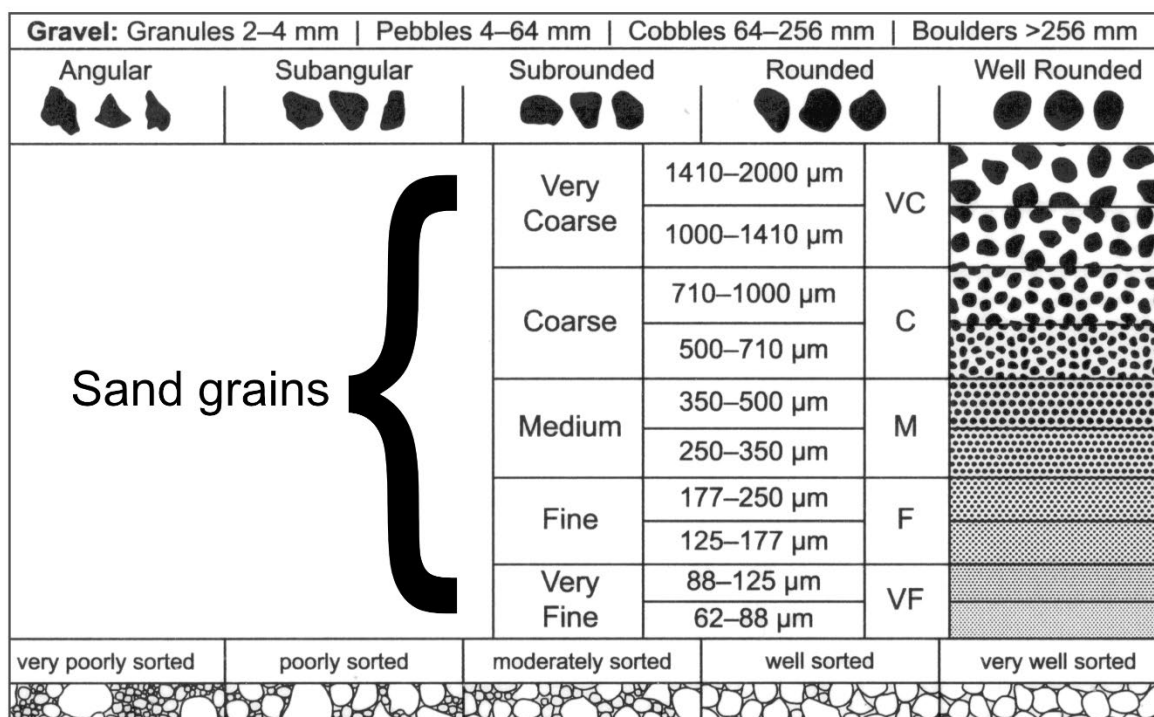 Gravel: Granules 2–4 mm | Pebbles 4–64 mm | Cobbles 64–256 mm | Boulders >256 mm
Angular
Subangular
Subrounded
Rounded
Well Rounded
Sand grains
Very
Coarse
1410–2000 µm
1000–1410 µm
VC
Coarse
710–1000 µm
500–710 µm
C
Medium
350–500 µm
250–350 µm
M
Fine
177–250 µm
125–177 µm
F
Very
Fine
88–125 µm
62–88 µm
VF
very poorly sorted
poorly sorted
moderately sorted
well sorted
very well sorted